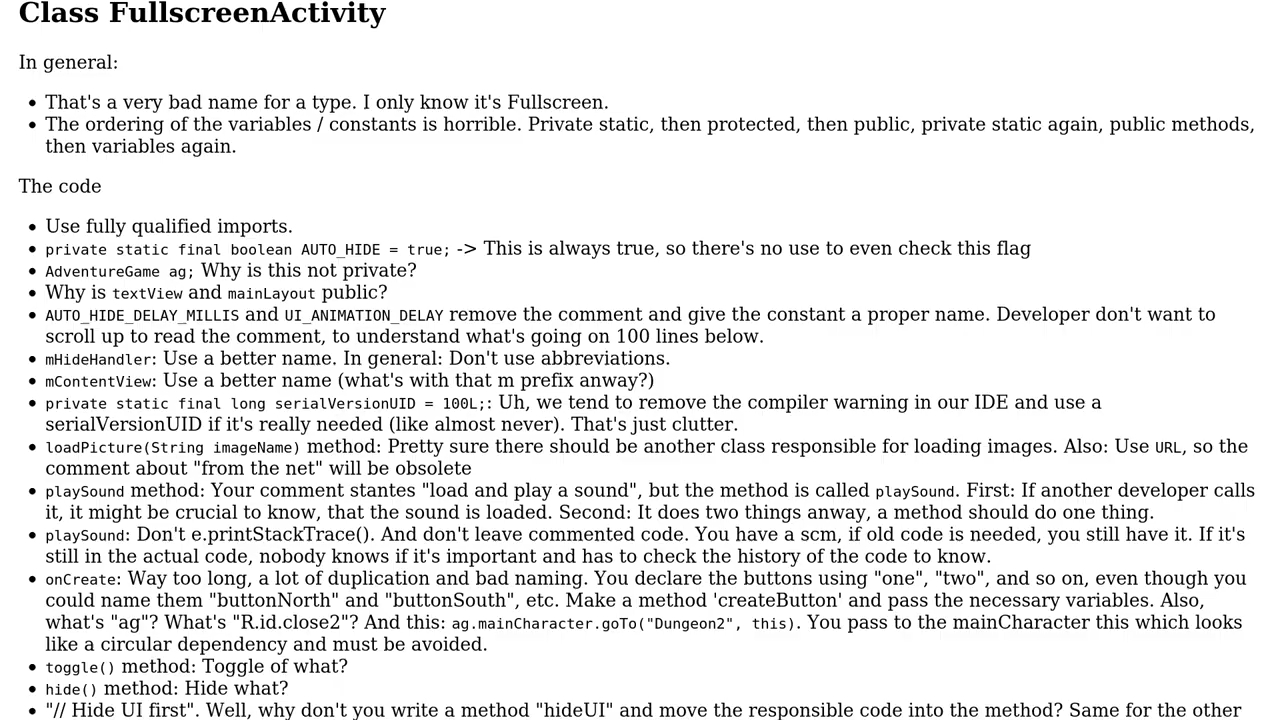 Class FullscreenActivity
In general:
• That's a very bad name for a type. I only know it's Fullscreen.
• The ordering of the variables / constants is horrible. Private static, then protected, then public, private static again, public methods,
then variables again.
The code
• Use fully qualified imports.
• private static final boolean AUTO_HIDE = true; -> This is always true, so there's no use to even check this flag
• AdventureGame ag; Why is this not private?
• Why is textView and mainLayout public?
• AUTO_HIDE_DELAY_MILLIS and UI_ANIMATION_DELAY remove the comment and give the constant a proper name. Developer don't want to
scroll up to read the comment, to understand what's going on 100 lines below.
• mHideHandler: Use a better name. In general: Don't use abbreviations.
• mContentView: Use a better name (what's with that m prefix anway?)
• private static final long serialVersionUID = 100L;: Uh, we tend to remove the compiler warning in our IDE and use a
serialVersionUID if it's really needed (like almost never). That's just clutter.
• loadPicture(String imageName) method: Pretty sure there should be another class responsible for loading images. Also: Use URL, so the
comment about "from the net" will be obsolete
• playSound method: Your comment stantes "load and play a sound", but the method is called playSound. First: If another developer calls
it, it might be crucial to know, that the sound is loaded. Second: It does two things anway, a method should do one thing.
• playSound: Don't e.printStackTrace(). And don't leave commented code. You have a scm, if old code is needed, you still have it. If it's
still in the actual code, nobody knows if it's important and has to check the history of the code to know.
• onCreate: Way too long, a lot of duplication and bad naming. You declare the buttons using "one", "two", and so on, even though you
could name them "buttonNorth" and "buttonSouth", etc. Make a method 'createButton' and pass the necessary variables. Also,
what's "ag"? What's "R.id.close2"? And this: ag.mainCharacter.goTo("Dungeon2", this). You pass to the mainCharacter this which looks
like a circular dependency and must be avoided.
• toggle() method: Toggle of what?
• hide() method: Hide what?
• "// Hide UI first". Well, why don't you write a method "hideUI" and move the responsible code into the method? Same for the other